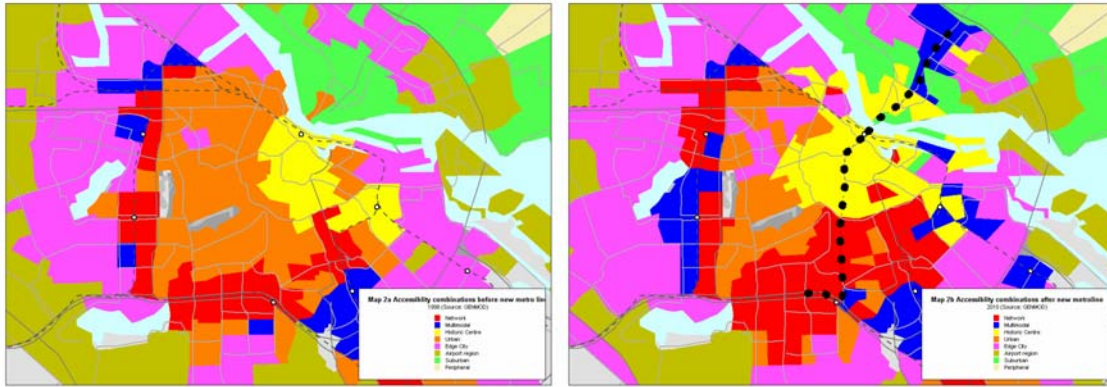 Map 2a Accessiblity combinations before new metro line
1998 (Source: GENMOD)
Network
Multimodal
Historic Centre
Urban
Edge City
Airport region
Suburban
Peripheral
Map 2b Accessiblity combinations after new metroline
2010 (Source: GENMOD)
Network
Multimodal
Historic Centre
Urban
Edge City
Airport region
Suburban
Peripheral